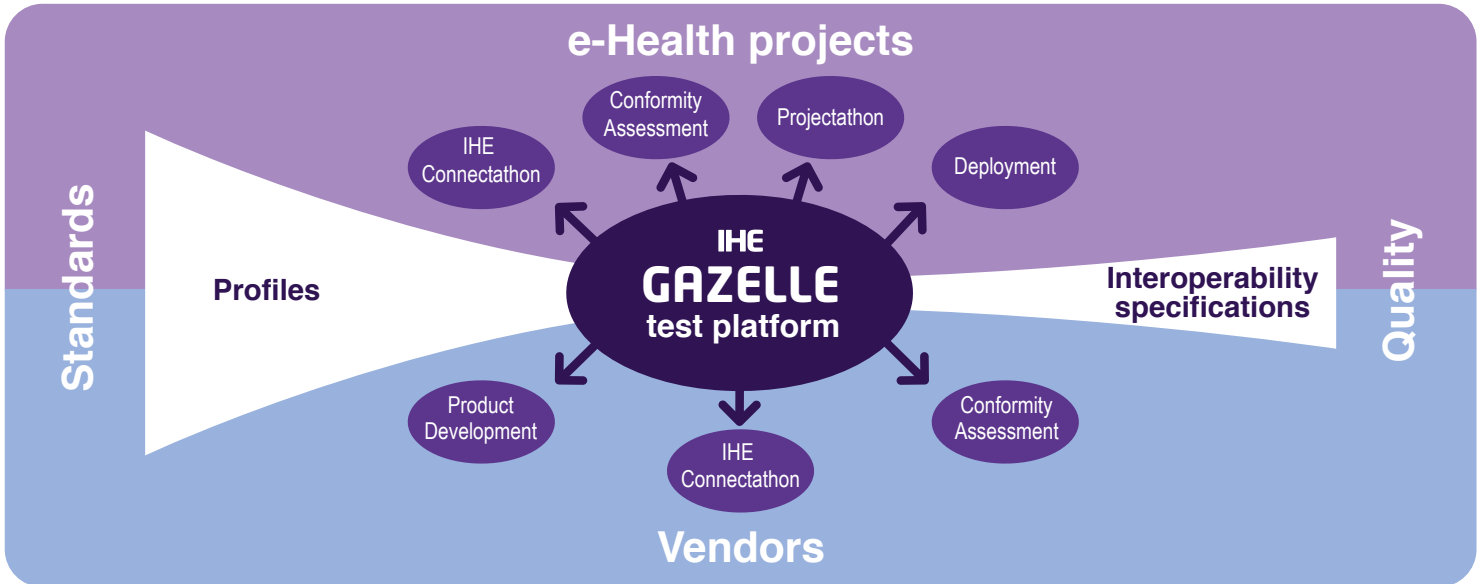 e-Health projects
Conformity
Assessment
Projectathon
IHE
Connectathon
Deployment
Standards
Profiles
IHE
GAZELLE
test platform
Interoperability
specifications
Quality
Product
Development
IHE
Connectathon
Conformity
Assessment
Vendors